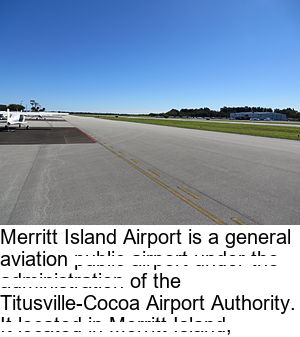 Merritt Island Airport is a general
aviation public airport under the
administration of the
Titusville-Cocoa Airport Authority.
It located in Merritt Island,